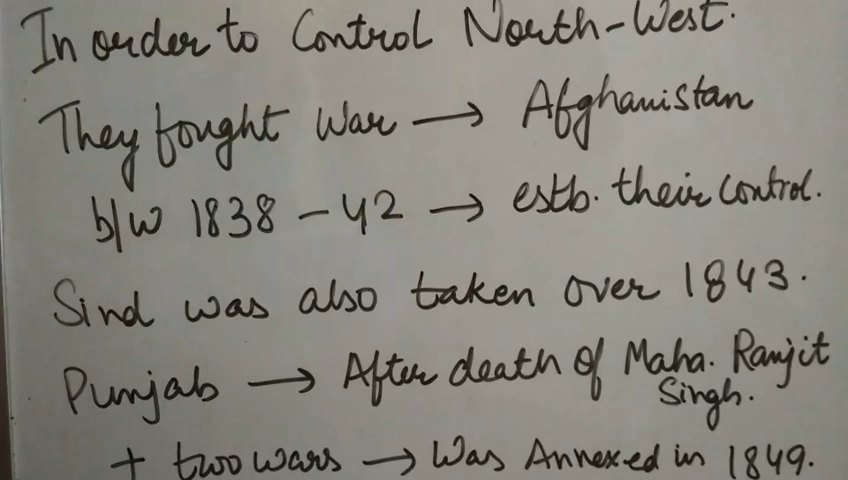 In order to Control North-West.
They fought War → Afghanistan
b/w 1838 - 42 → estb. their Control.
Sind was also taken over 1843.
Punjab → After death of Maha. Ranjit
Singh.
+ two wars → Was Annexed in 1849.